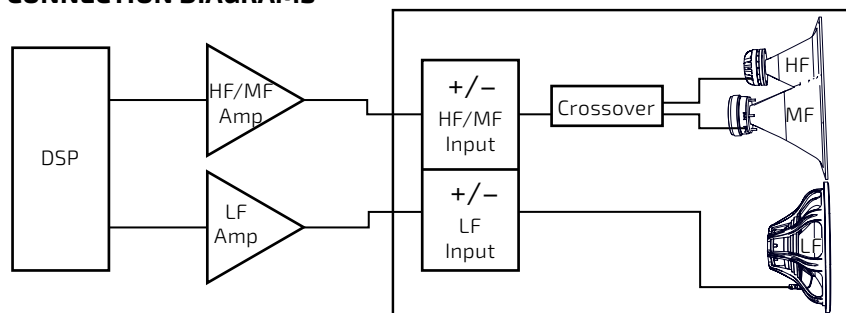 CONNECTION DIAGRAMS
DSP
HF/MF
Amp
LF
Amp
+/–
HF/MF
Input
+/–
LF
Input
Crossover
HF
MF
LF